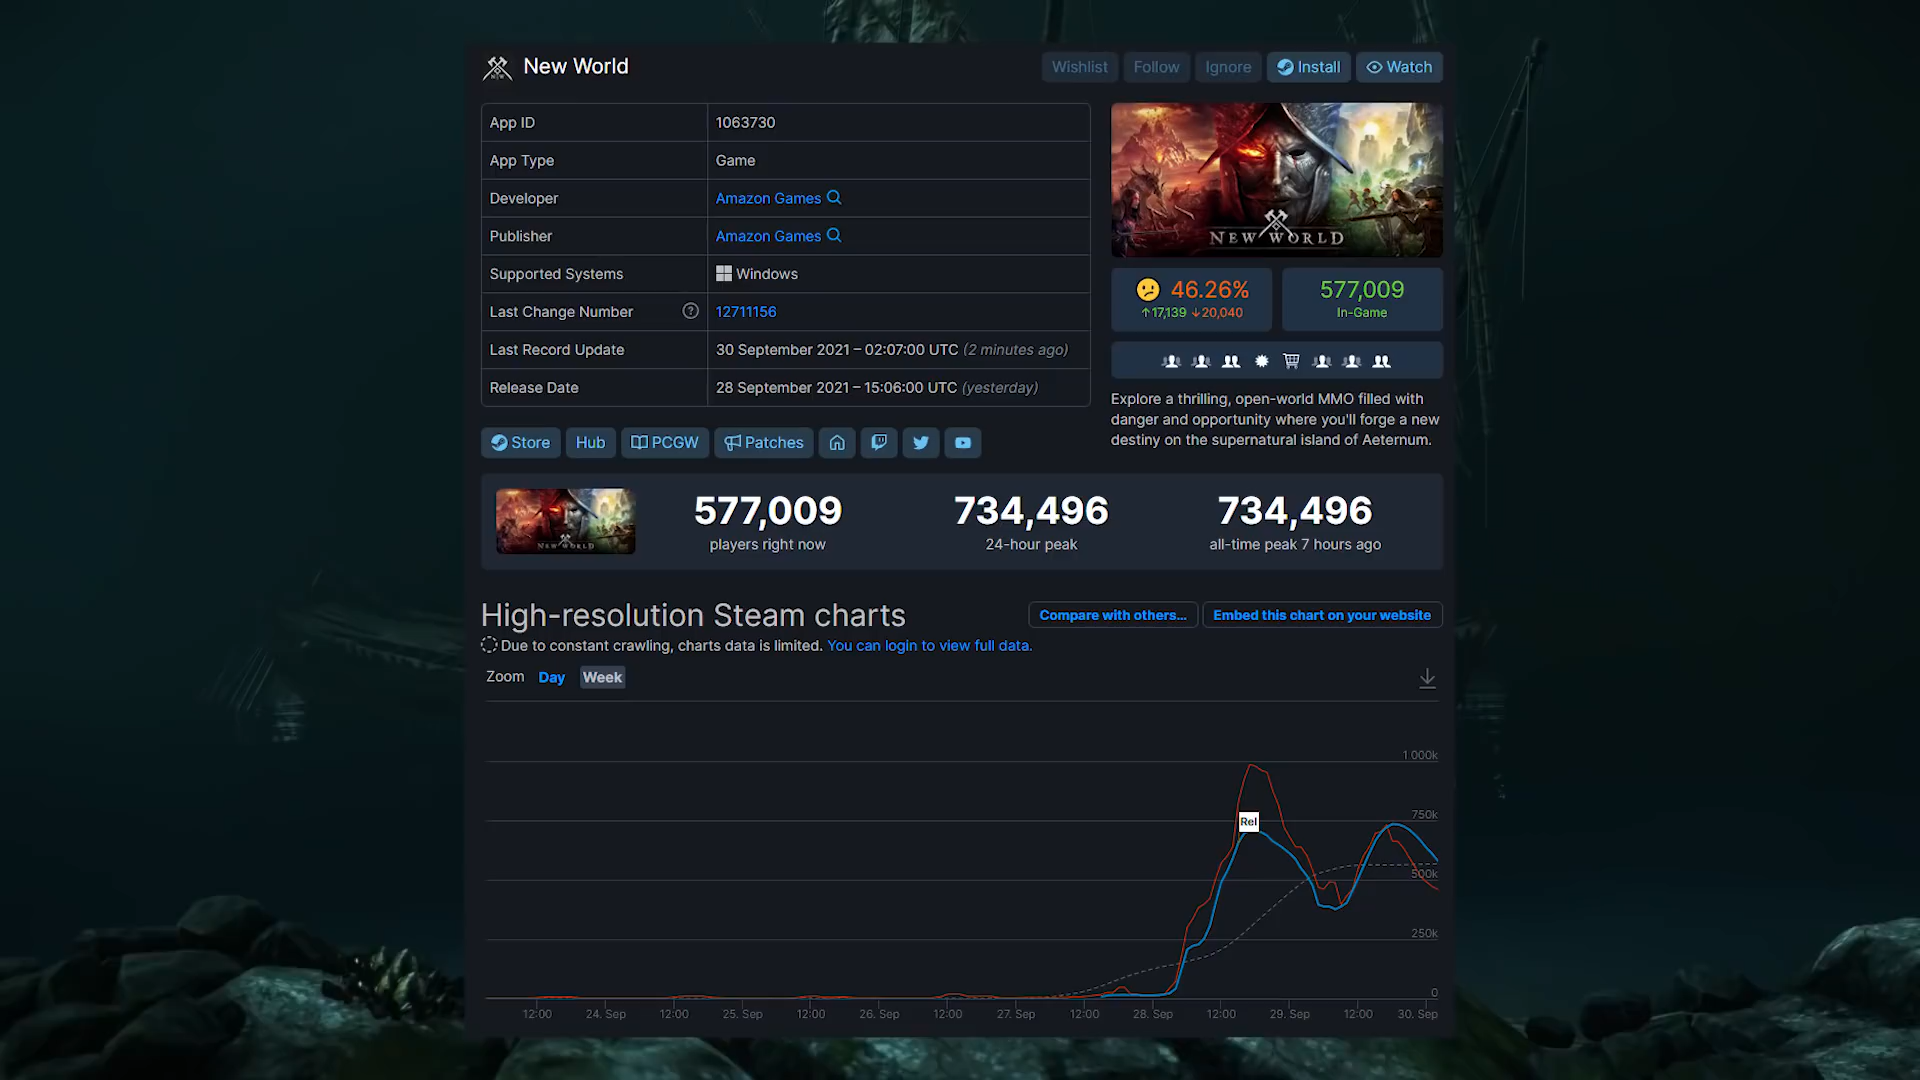 New World
Wishlist
Follow
Ignore
Install
Watch
App ID 1063730
App Type Game
Developer Amazon Games
Publisher Amazon Games
Supported Systems Windows
Last Change Number ? 12711156
Last Record Update 30 September 2021 – 02:07:00 UTC (2 minutes ago)
Release Date 28 September 2021 – 15:06:00 UTC (yesterday)
NEW WORLD
46.26%
↑17,139 ↓20,040
577,009
In-Game
Explore a thrilling, open-world MMO filled with
danger and opportunity where you'll forge a new
destiny on the supernatural island of Aeternum.
Store
Hub
PCGW
Patches
NEW WORLD
577,009
players right now
734,496
24-hour peak
734,496
all-time peak 7 hours ago
High-resolution Steam charts
Compare with others...
Embed this chart on your website
Due to constant crawling, charts data is limited. You can login to view full data.
Zoom Day Week
1 000k
750k
500k
250k
0
Rel
12:00 24. Sep 12:00 25. Sep 12:00 26. Sep 12:00 27. Sep 12:00 28. Sep 12:00 29. Sep 12:00 30. Sep